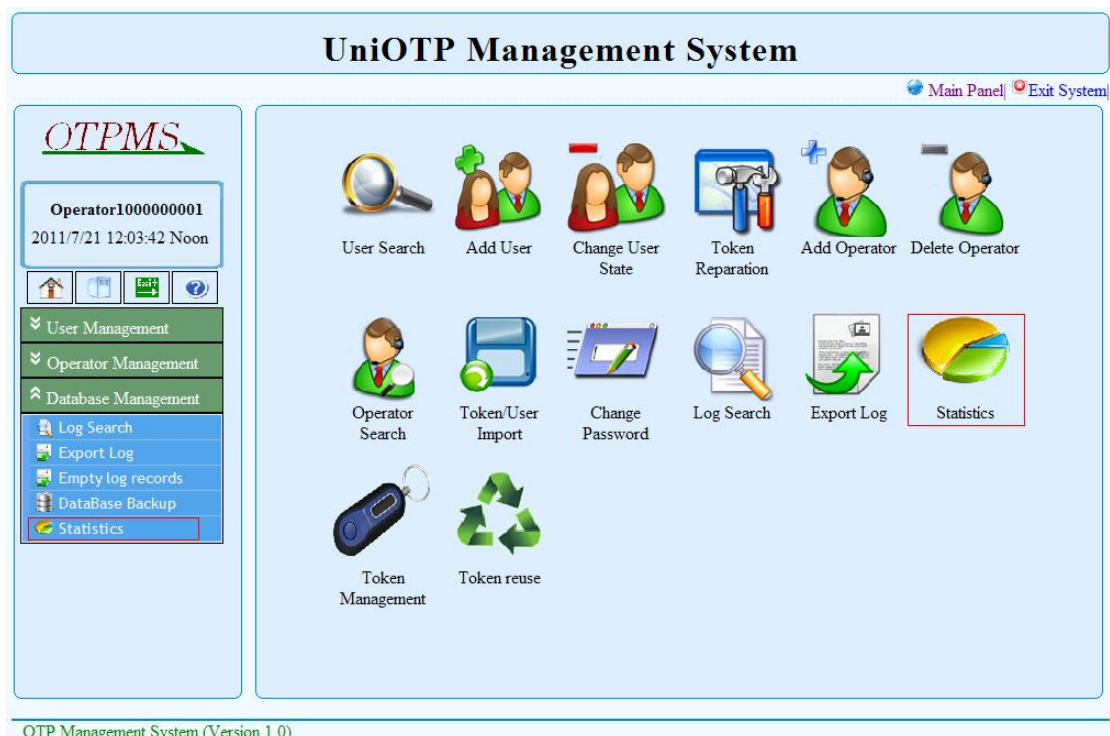 UniOTP Management System
Main Panel| Exit System|
OTPMS
Operator1000000001
2011/7/21 12:03:42 Noon
Exit
User Management
Operator Management
Database Management
Log Search
Export Log
Empty log records
DataBase Backup
Statistics
User Search
Add User
Change User
State
Token
Reparation
Add Operator
Delete Operator
Operator
Search
Token/User
Import
Change
Password
Log Search
Export Log
Statistics
Token
Management
Token reuse
OTP Management System (Version 1.0)